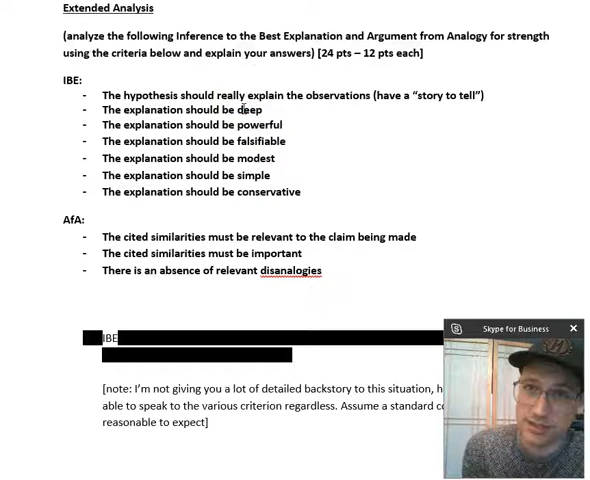 Extended Analysis
(analyze the following Inference to the Best Explanation and Argument from Analogy for strength
using the criteria below and explain your answers) [24 pts – 12 pts each]
IBE:
- The hypothesis should really explain the observations (have a “story to tell”)
- The explanation should be deep
- The explanation should be powerful
- The explanation should be falsifiable
- The explanation should be modest
- The explanation should be simple
- The explanation should be conservative
AfA:
- The cited similarities must be relevant to the claim being made
- The cited similarities must be important
- There is an absence of relevant disanalogies
Skype for Business
IBE
[note: I’m not giving you a lot of detailed backstory to this situation,
able to speak to the various criterion regardless. Assume a standard
reasonable to expect]